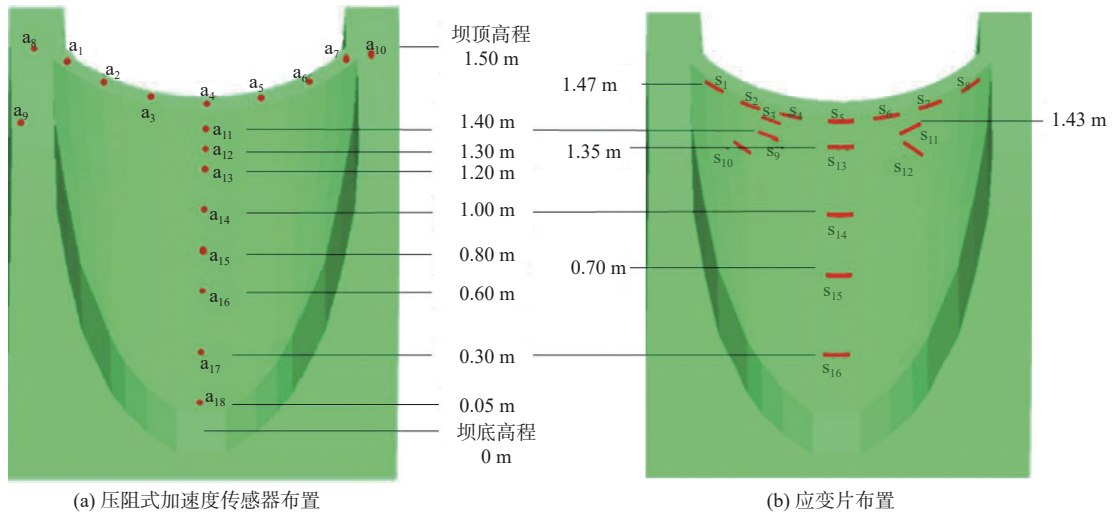 a8
a1
a2
a3
a4
a5
a6
a7
a10
a9
a11
a12
a13
a14
a15
a16
a17
a18
坝顶高程
1.50 m
1.40 m
1.30 m
1.20 m
1.00 m
0.80 m
0.60 m
0.30 m
0.05 m
坝底高程
0 m
(a) 压阻式加速度传感器布置
1.47 m
1.35 m
0.70 m
1.43 m
S1
S2
S3
S4
S5
S6
S7
S8
S9
S10
S11
S12
S13
S14
S15
S16
(b) 应变片布置